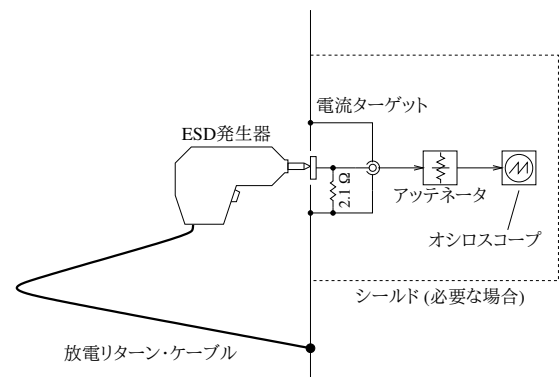 電流ターゲット
ESD発生器
2.1 Ω
アッテネータ
オシロスコープ
シールド (必要な場合)
放電リターン・ケーブル